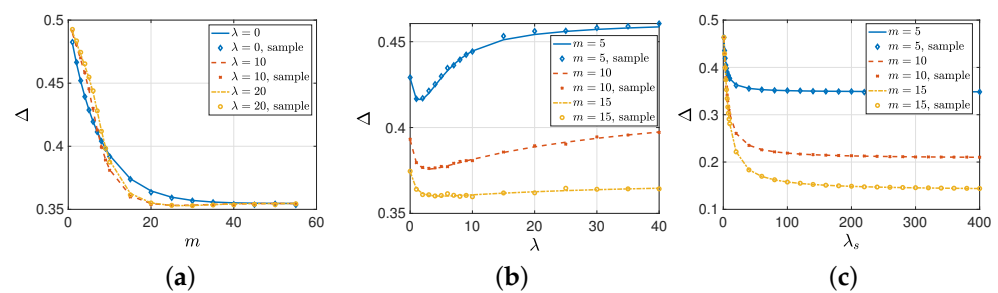 0.5
0.45
0.4
0.35
Δ
0
10
20
30
40
50
60
m
λ = 0
λ = 0, sample
λ = 10
λ = 10, sample
λ = 20
λ = 20, sample
(a)
0.45
0.4
0.35
Δ
0
10
20
30
40
λ
m = 5
m = 5, sample
m = 10
m = 10, sample
m = 15
m = 15, sample
(b)
0.5
0.4
0.3
0.2
0.1
Δ
0
100
200
300
400
λₛ
m = 5
m = 5, sample
m = 10
m = 10, sample
m = 15
m = 15, sample
(c)